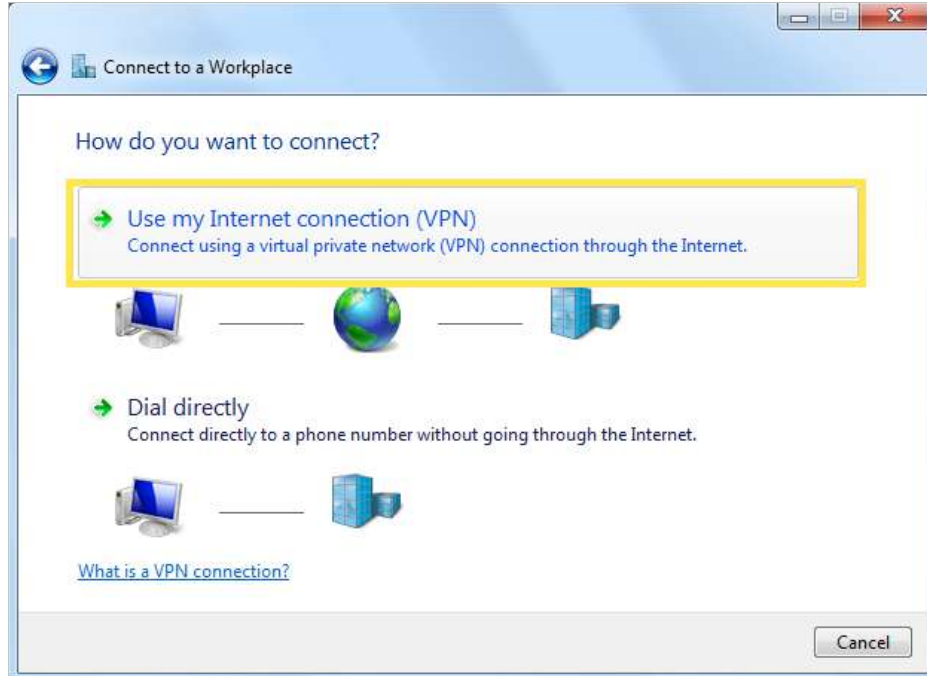 Connect to a Workplace
How do you want to connect?
Use my Internet connection (VPN)
Connect using a virtual private network (VPN) connection through the Internet.
Dial directly
Connect directly to a phone number without going through the Internet.
What is a VPN connection?
Cancel